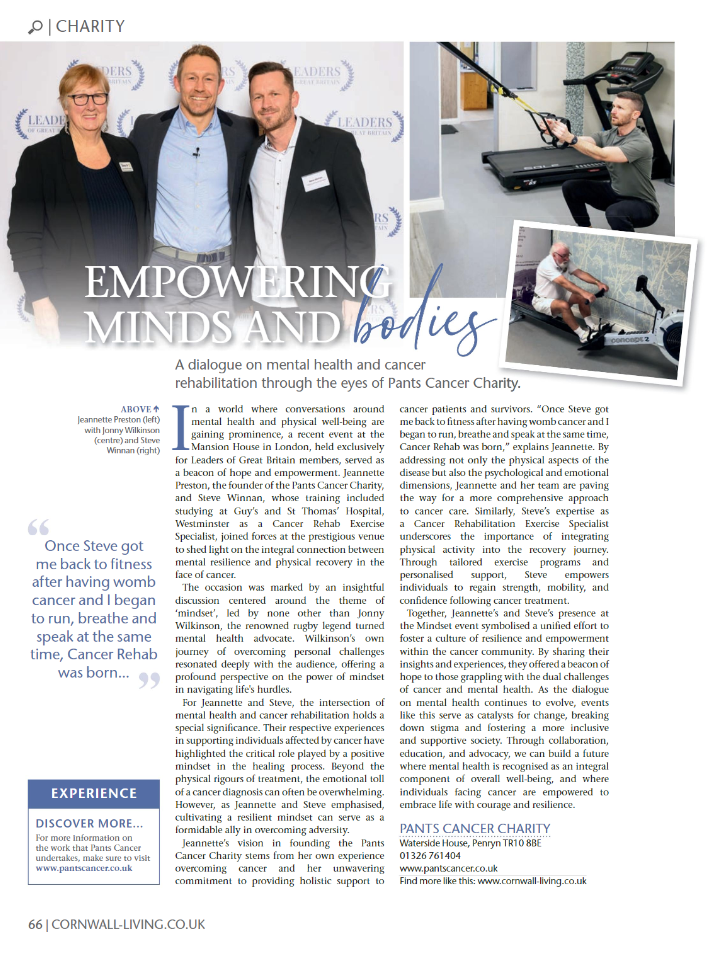 CHARITY
LEADERS
OF GREAT BRITAIN
LEADERS
GREAT BRITAIN
SOLE
concept 2
EMPOWERING
MINDS AND bodies
A dialogue on mental health and cancer
rehabilitation through the eyes of Pants Cancer Charity.
ABOVE
Jeannette Preston (left)
with Jonny Wilkinson
(centre) and Steve
Winnan (right)
“
Once Steve got
me back to fitness
after having womb
cancer and I began
to run, breathe and
speak at the same
time, Cancer Rehab
was born... ”
EXPERIENCE
DISCOVER MORE...
For more information on
the work that Pants Cancer
undertakes, make sure to visit
www.pantscancer.co.uk
In a world where conversations around
mental health and physical well-being are
gaining prominence, a recent event at the
Mansion House in London, held exclusively
for Leaders of Great Britain members, served as
a beacon of hope and empowerment. Jeannette
Preston, the founder of the Pants Cancer Charity,
and Steve Winnan, whose training included
studying at Guy's and St Thomas' Hospital,
Westminster as a Cancer Rehab Exercise
Specialist, joined forces at the prestigious venue
to shed light on the integral connection between
mental resilience and physical recovery in the
face of cancer.
The occasion was marked by an insightful
discussion centered around the theme of
‘mindset’, led by none other than Jonny
Wilkinson, the renowned rugby legend turned
mental health advocate. Wilkinson's own
journey of overcoming personal challenges
resonated deeply with the audience, offering a
profound perspective on the power of mindset
in navigating life's hurdles.
For Jeannette and Steve, the intersection of
mental health and cancer rehabilitation holds a
special significance. Their respective experiences
in supporting individuals affected by cancer have
highlighted the critical role played by a positive
mindset in the healing process. Beyond the
physical rigours of treatment, the emotional toll
of a cancer diagnosis can often be overwhelming.
However, as Jeannette and Steve emphasised,
cultivating a resilient mindset can serve as a
formidable ally in overcoming adversity.
Jeannette's vision in founding the Pants
Cancer Charity stems from her own experience
overcoming cancer and her unwavering
commitment to providing holistic support to
cancer patients and survivors. “Once Steve got
me back to fitness after having womb cancer and I
began to run, breathe and speak at the same time,
Cancer Rehab was born,” explains Jeannette. By
addressing not only the physical aspects of the
disease but also the psychological and emotional
dimensions, Jeannette and her team are paving
the way for a more comprehensive approach
to cancer care. Similarly, Steve's expertise as
a Cancer Rehabilitation Exercise Specialist
underscores the importance of integrating
physical activity into the recovery journey.
Through tailored exercise programs and
personalised support, Steve empowers
individuals to regain strength, mobility, and
confidence following cancer treatment.
Together, Jeannette's and Steve's presence at
the Mindset event symbolised a unified effort to
foster a culture of resilience and empowerment
within the cancer community. By sharing their
insights and experiences, they offered a beacon of
hope to those grappling with the dual challenges
of cancer and mental health. As the dialogue
on mental health continues to evolve, events
like this serve as catalysts for change, breaking
down stigma and fostering a more inclusive
and supportive society. Through collaboration,
education, and advocacy, we can build a future
where mental health is recognised as an integral
component of overall well-being, and where
individuals facing cancer are empowered to
embrace life with courage and resilience.
PANTS CANCER CHARITY
Waterside House, Penryn TR10 8BE
01326 761404
www.pantscancer.co.uk
Find more like this: www.cornwall-living.co.uk
66 | CORNWALL-LIVING.CO.UK